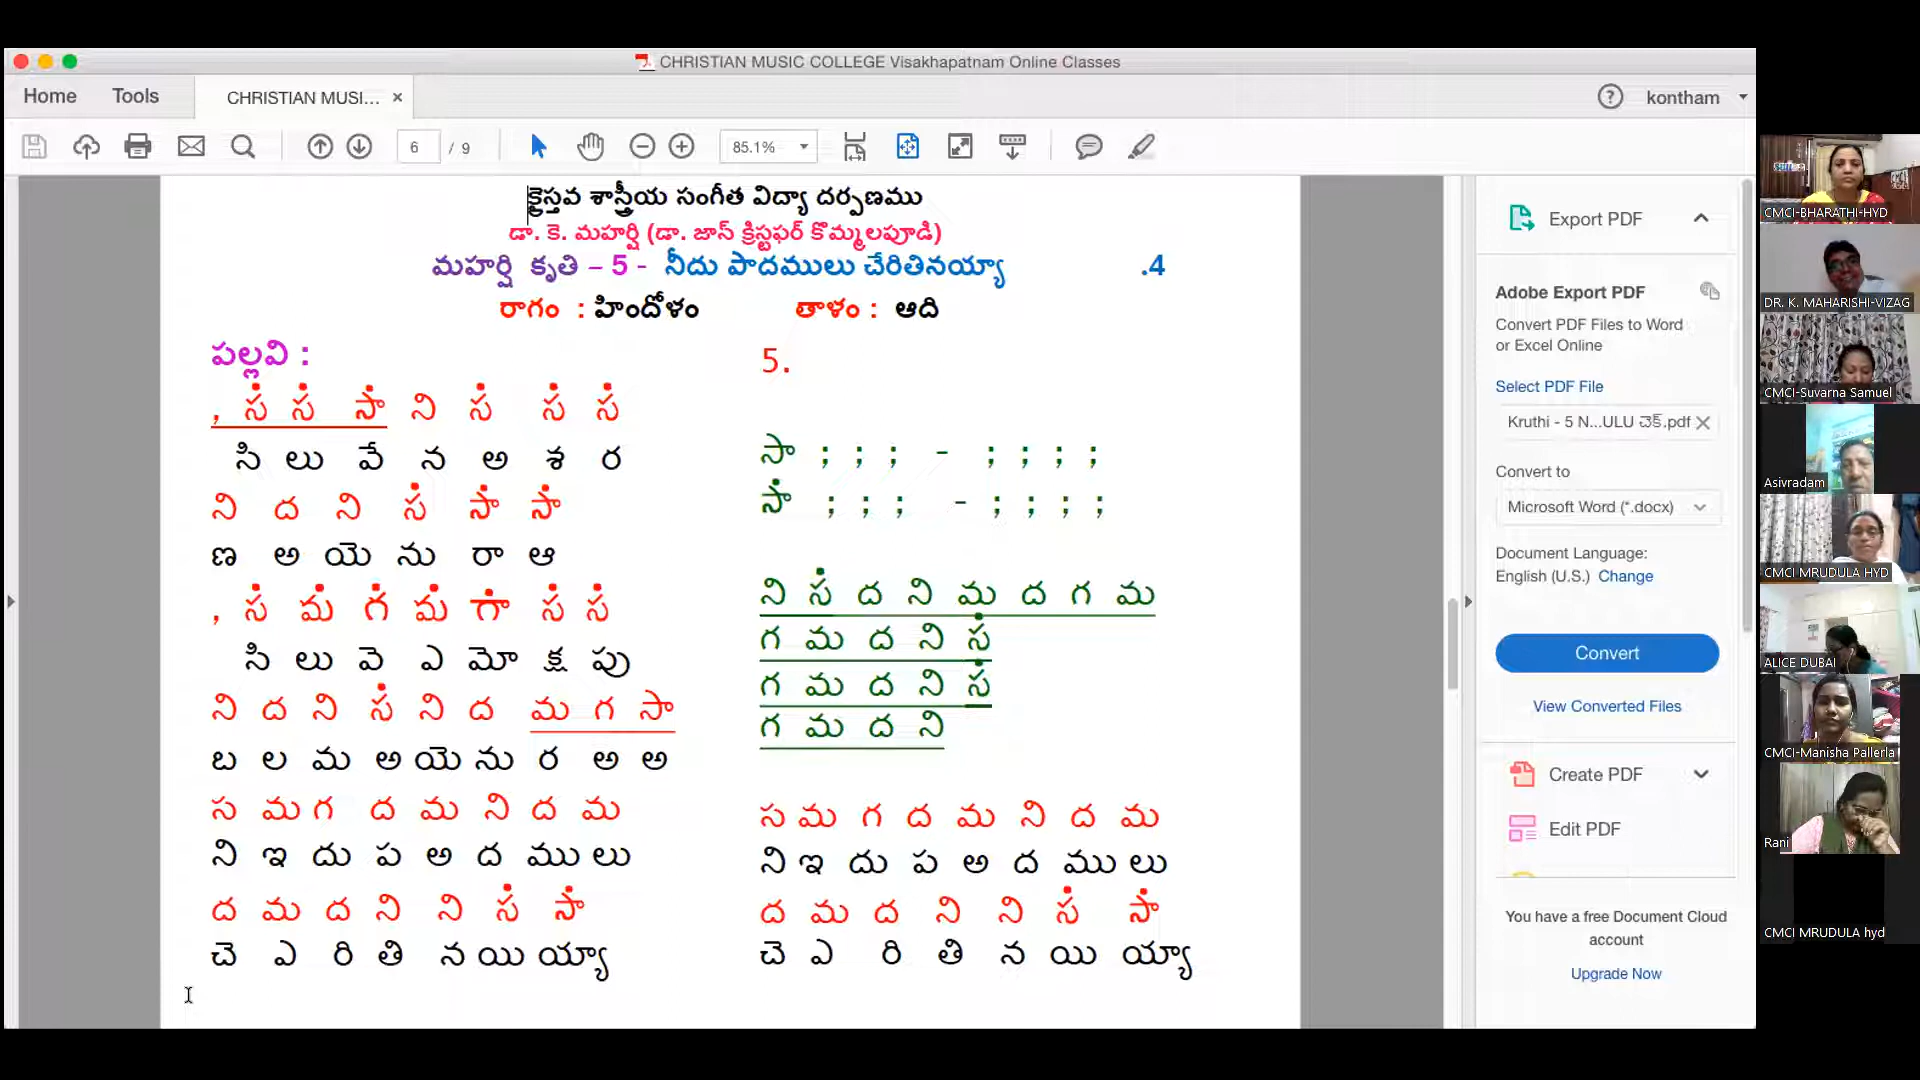 CHRISTIAN MUSIC COLLEGE Visakhapatnam Online Classes
Home Tools CHRISTIAN MUSI... × kontham
6 / 9 85.1%
క్రైస్తవ శాస్త్రీయ సంగీత విద్యా దర్పణము
డా. కె. మహర్షి (డా. జాస్ క్రిస్టఫర్ కొమ్మలపూడి)
మహర్షి కృతి – 5 - నీదు పాదములు చేరితినయ్యా .4
రాగం : హిందోళం తాళం : ఆది
పల్లవి :
, స̇ స̇ సా̇ ని స̇ స̇ స̇
సి లు వే న అ శ ర
ని ద ని స̇ సా̇ సా̇
ణ అ యె ను రా ఆ
, స̇ మ̇ గ̇ మ̇ గా̇ స̇ స̇
సి లు వె ఎ మో క్ష పు
ని ద ని స̇ ని ద మ గ సా
బ ల మ అ యె ను ర అ అ
స మ గ ద మ ని ద మ
ని ఇ దు ప అ ద ము లు
ద మ ద ని ని స̇ సా̇
చె ఎ రి తి న యి య్యా
5.
సా ; ; ; - ; ; ; ;
సా̇ ; ; ; - ; ; ; ;
ని స̇ ద ని మ ద గ మ
గ మ ద ని స̇
గ మ ద ని స̇
గ మ ద ని
స మ గ ద మ ని ద మ
ని ఇ దు ప అ ద ము లు
ద మ ద ని ని స̇ సా̇
చె ఎ రి తి న యి య్యా
Export PDF
Adobe Export PDF
Convert PDF Files to Word
or Excel Online
Select PDF File
Kruthi - 5 N...ULU చెక్.pdf ×
Convert to
Microsoft Word (*.docx)
Document Language:
English (U.S.) Change
Convert
View Converted Files
Create PDF
Edit PDF
You have a free Document Cloud
account
Upgrade Now
CMCI-BHARATHI-HYD
DR. K. MAHARISHI-VIZAG
CMCI-Suvarna Samuel
Asivradam
CMCI MRUDULA HYD
ALICE DUBAI
CMCI-Manisha Pallerla
Rani
CMCI MRUDULA hyd